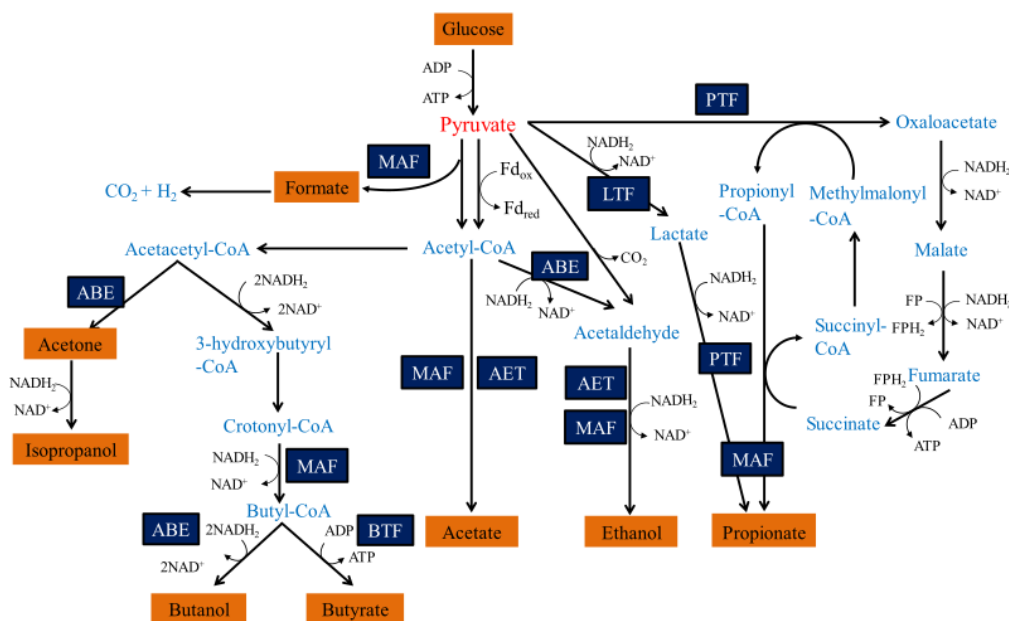 Glucose
ADP
ATP
PTF
Pyruvate
Oxaloacetate
MAF
NADH₂
NAD⁺
NADH₂
NAD⁺
CO₂ + H₂
Formate
Fdox
Fdred
LTF
Propionyl
-CoA
Methylmalonyl
-CoA
Acetacetyl-CoA
Acetyl-CoA
Lactate
Malate
ABE
2NADH₂
2NAD⁺
ABE
CO₂
NADH₂
NAD⁺
NADH₂
NAD⁺
FP
FPH₂
NADH₂
NAD⁺
Acetone
3-hydroxybutyryl
-CoA
Acetaldehyde
Succinyl-
CoA
NADH₂
NAD⁺
MAF
AET
AET
PTF
Fumarate
FPH₂
FP
ADP
ATP
Isopropanol
Crotonyl-CoA
MAF
NADH₂
NAD⁺
Succinate
NADH₂
NAD⁺
MAF
MAF
Butyl-CoA
ABE
2NADH₂
2NAD⁺
ADP
ATP
BTF
Acetate
Ethanol
Propionate
Butanol
Butyrate